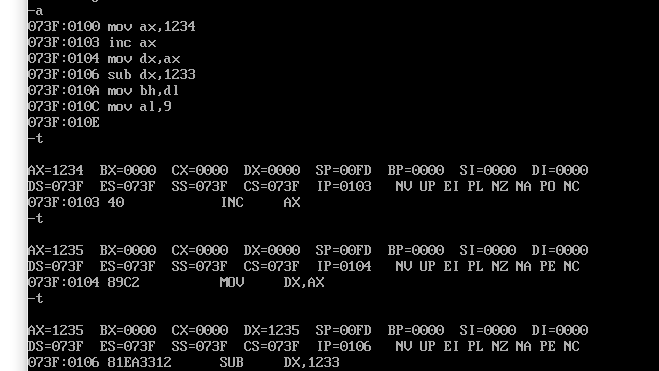 -a
073F:0100 mov ax,1234
073F:0103 inc ax
073F:0104 mov dx,ax
073F:0106 sub dx,1233
073F:010A mov bh,dl
073F:010C mov al,9
073F:010E
-t
AX=1234 BX=0000 CX=0000 DX=0000 SP=00FD BP=0000 SI=0000 DI=0000
DS=073F ES=073F SS=073F CS=073F IP=0103 NV UP EI PL NZ NA PO NC
073F:0103 40 INC AX
-t
AX=1235 BX=0000 CX=0000 DX=0000 SP=00FD BP=0000 SI=0000 DI=0000
DS=073F ES=073F SS=073F CS=073F IP=0104 NV UP EI PL NZ NA PE NC
073F:0104 89C2 MOV DX,AX
-t
AX=1235 BX=0000 CX=0000 DX=1235 SP=00FD BP=0000 SI=0000 DI=0000
DS=073F ES=073F SS=073F CS=073F IP=0106 NV UP EI PL NZ NA PE NC
073F:0106 81EA3312 SUB DX,1233